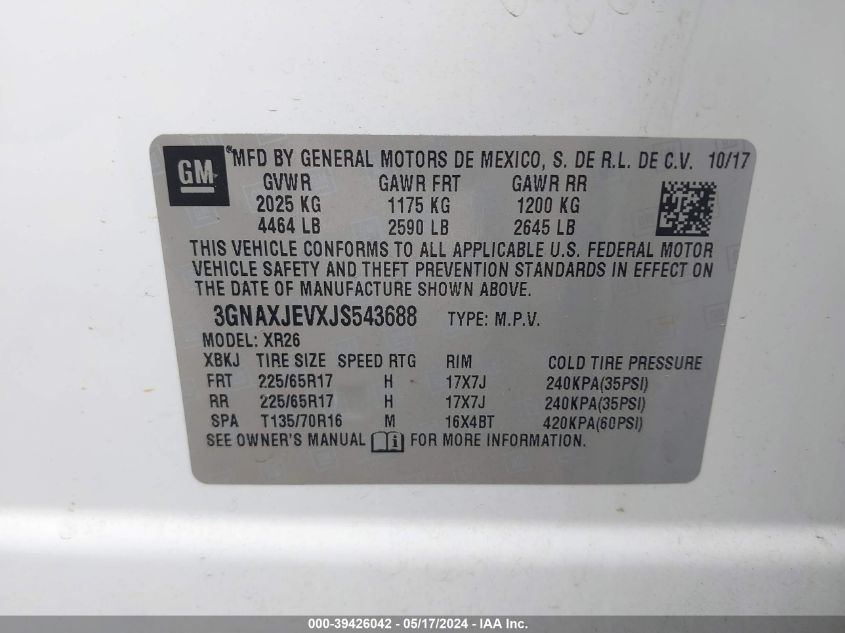 GM
®MFD BY GENERAL MOTORS DE MEXICO, S. DE R.L. DE C.V. 10/17
GVWR GAWR FRT GAWR RR
2025 KG 1175 KG 1200 KG
4464 LB 2590 LB 2645 LB
THIS VEHICLE CONFORMS TO ALL APPLICABLE U.S. FEDERAL MOTOR
VEHICLE SAFETY AND THEFT PREVENTION STANDARDS IN EFFECT ON
THE DATE OF MANUFACTURE SHOWN ABOVE.
3GNAXJEVXJS543688 TYPE: M.P.V.
MODEL: XR26
XBKJ TIRE SIZE SPEED RTG RIM COLD TIRE PRESSURE
FRT 225/65R17 H 17X7J 240KPA(35PSI)
RR 225/65R17 H 17X7J 240KPA(35PSI)
SPA T135/70R16 M 16X4BT 420KPA(60PSI)
SEE OWNER'S MANUAL i FOR MORE INFORMATION.
000-39426042 - 05/17/2024 - IAA Inc.